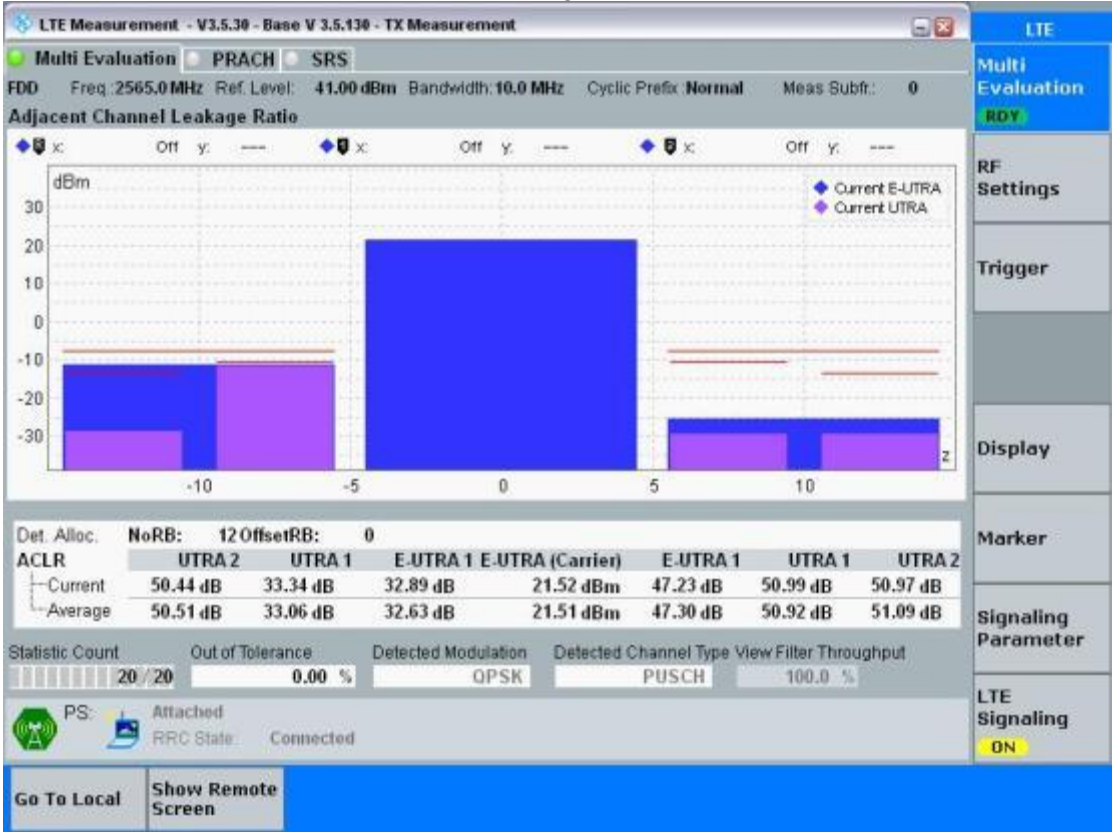 LTE Measurement - V3.5.30 - Base V 3.5.130 - TX Measurement
LTE
Multi Evaluation PRACH SRS
Multi
Evaluation
RDY
FDD Freq.:2565.0 MHz Ref. Level: 41.00 dBm Bandwidth: 10.0 MHz Cyclic Prefix :Normal Meas Subfr.: 0
Adjacent Channel Leakage Ratio
x: Off y: --- x: Off y: --- x: Off y: ---
dBm
Current E-UTRA
Current UTRA
RF
Settings
30
20
Trigger
10
0
-10
-20
-30
z
Display
-10 -5 0 5 10
Det. Alloc. NoRB: 12 OffsetRB: 0
Marker
ACLR UTRA 2 UTRA 1 E-UTRA 1 E-UTRA (Carrier) E-UTRA 1 UTRA 1 UTRA 2
Current 50.44 dB 33.34 dB 32.89 dB 21.52 dBm 47.23 dB 50.99 dB 50.97 dB
Average 50.51 dB 33.06 dB 32.63 dB 21.51 dBm 47.30 dB 50.92 dB 51.09 dB
Signaling
Parameter
Statistic Count Out of Tolerance Detected Modulation Detected Channel Type View Filter Throughput
20 / 20 0.00 % QPSK PUSCH 100.0 %
PS: Attached
RRC State: Connected
LTE
Signaling
ON
Go To Local
Show Remote
Screen